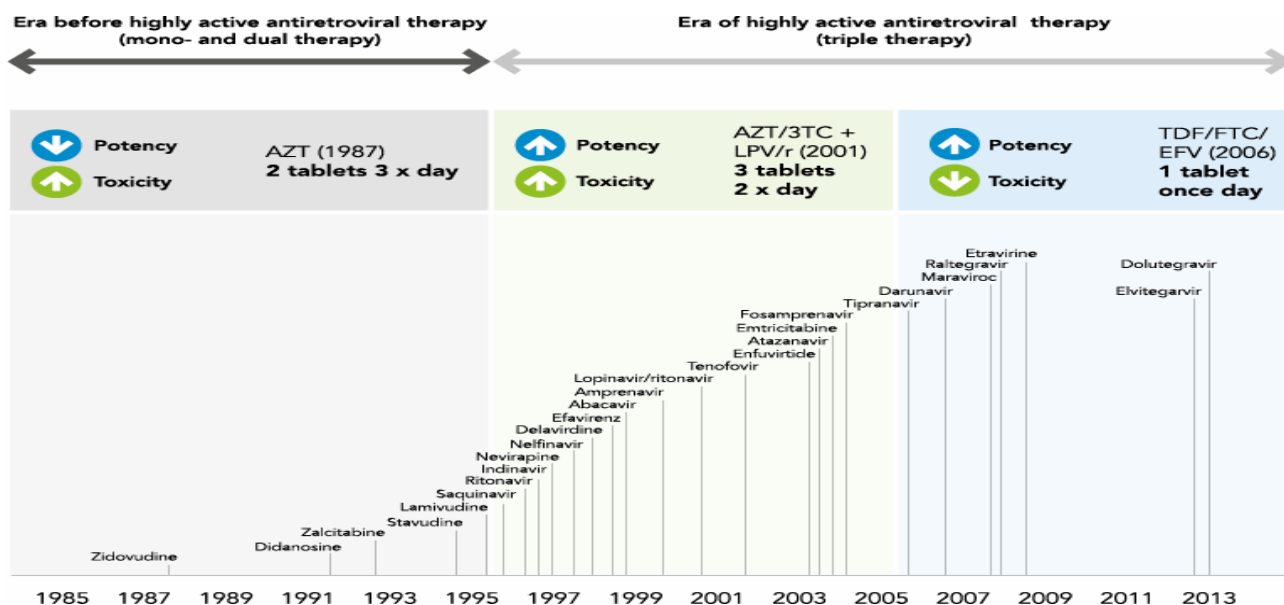 Era before highly active antiretroviral therapy
(mono- and dual therapy)
Era of highly active antiretroviral therapy
(triple therapy)
Potency
Toxicity
AZT (1987)
2 tablets 3 x day
Potency
Toxicity
AZT/3TC +
LPV/r (2001)
3 tablets
2 x day
Potency
Toxicity
TDF/FTC/
EFV (2006)
1 tablet
once day
Etravirine
Raltegravir
Dolutegravir
Maraviroc
Darunavir
Elvitegarvir
Tipranavir
Fosamprenavir
Emtricitabine
Atazanavir
Enfuvirtide
Tenofovir
Lopinavir/ritonavir
Amprenavir
Abacavir
Efavirenz
Delavirdine
Nelfinavir
Nevirapine
Indinavir
Ritonavir
Saquinavir
Lamivudine
Stavudine
Zalcitabine
Didanosine
Zidovudine
1985 1987 1989 1991 1993 1995 1997 1999 2001 2003 2005 2007 2009 2011 2013